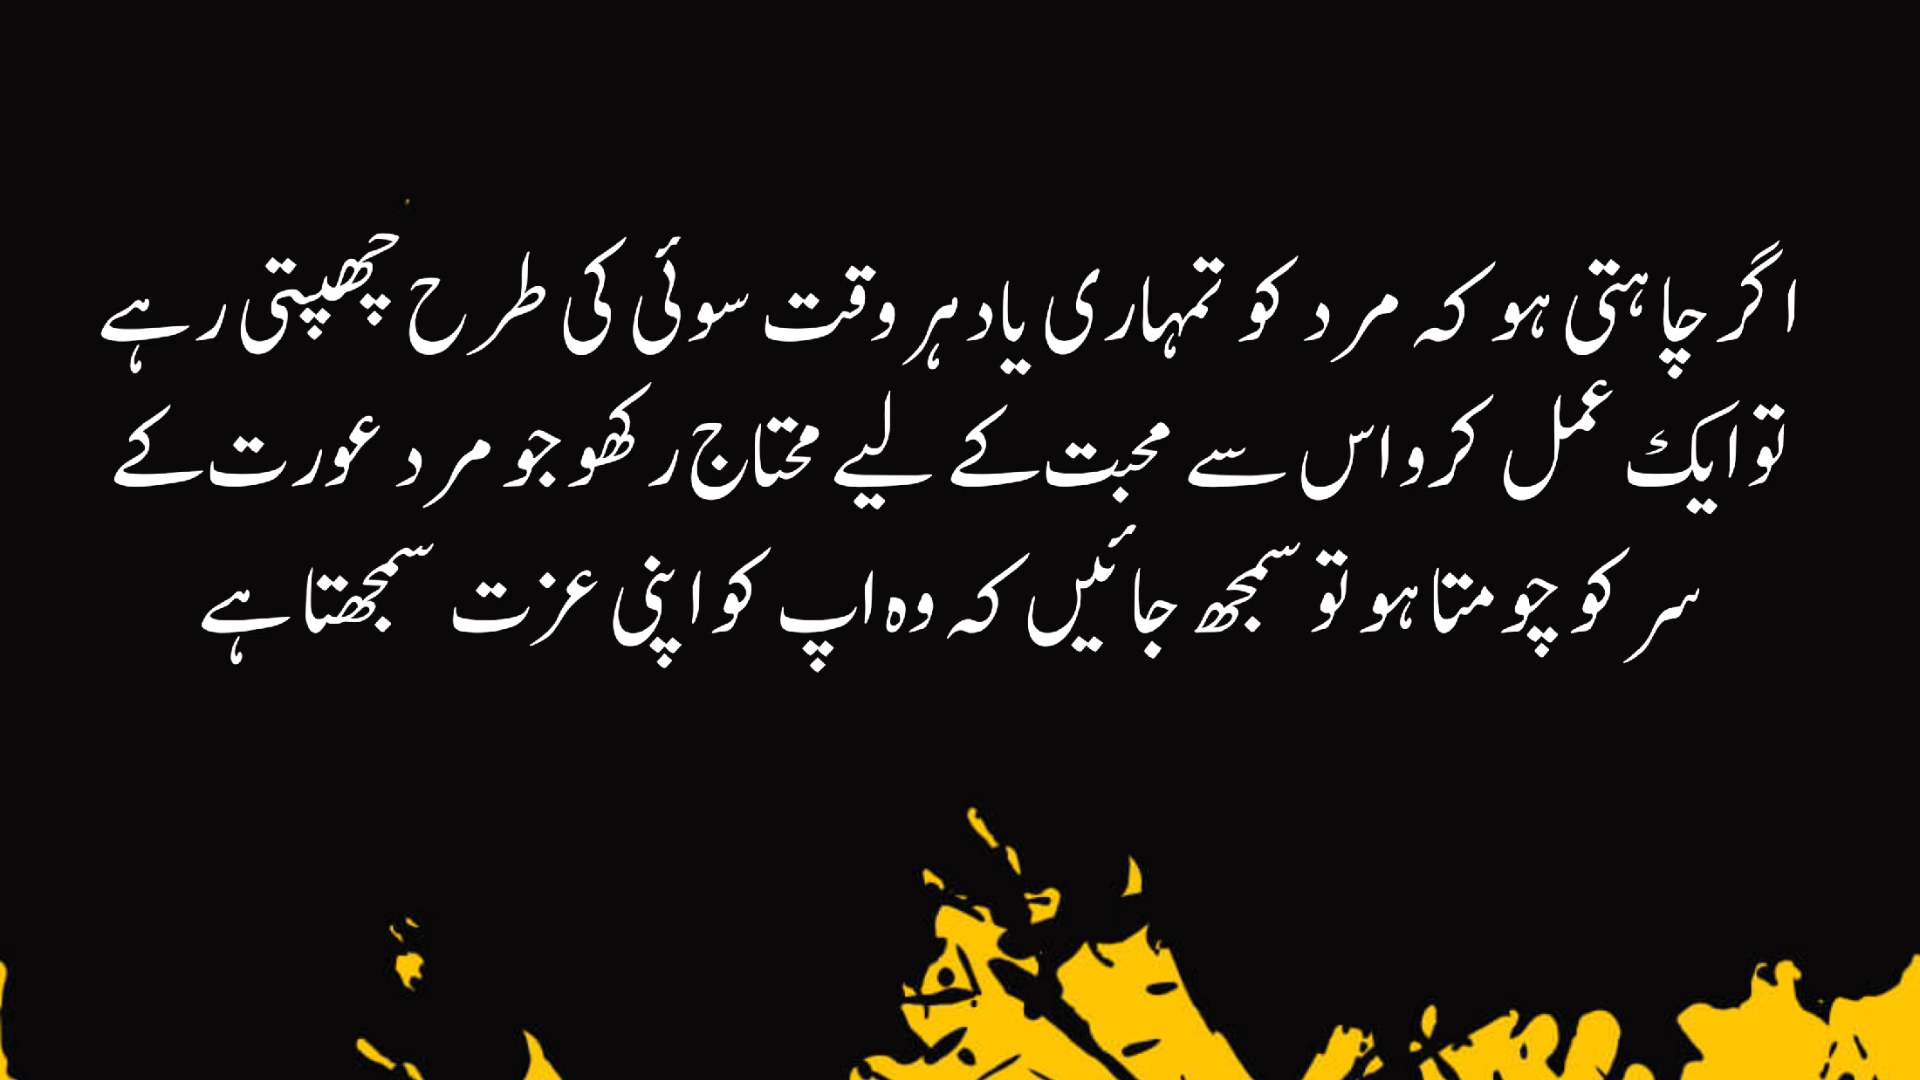 اگر چاہتی ہو کہ مرد کو تمہاری یاد ہر وقت سوئی کی طرح چھپتی رہے
تو ایک عمل کرو اس سے محبت کے لیے محتاج رکھو جو مرد عورت کے
سر کو چومتا ہو تو سمجھ جائیں کہ وہ اپ کو اپنی عزت سمجھتا ہے